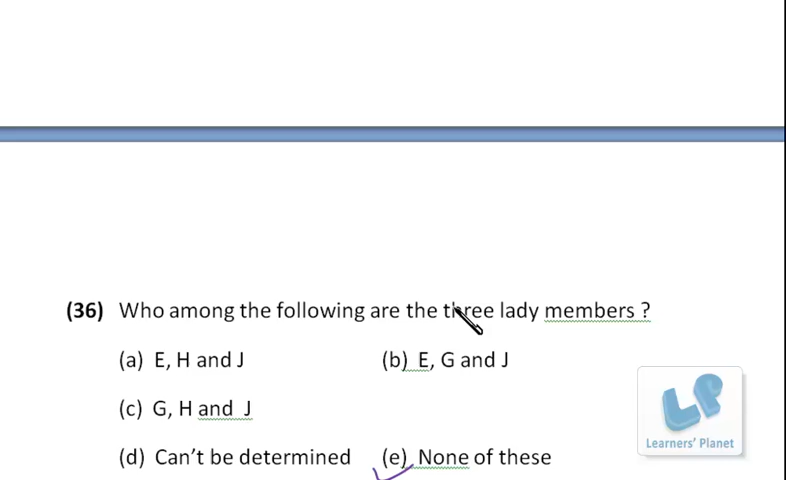 (36) Who among the following are the three lady members ?
(a) E, H and J (b) E, G and J
(c) G, H and J
LP
Learners' Planet
(d) Can't be determined (e) None of these